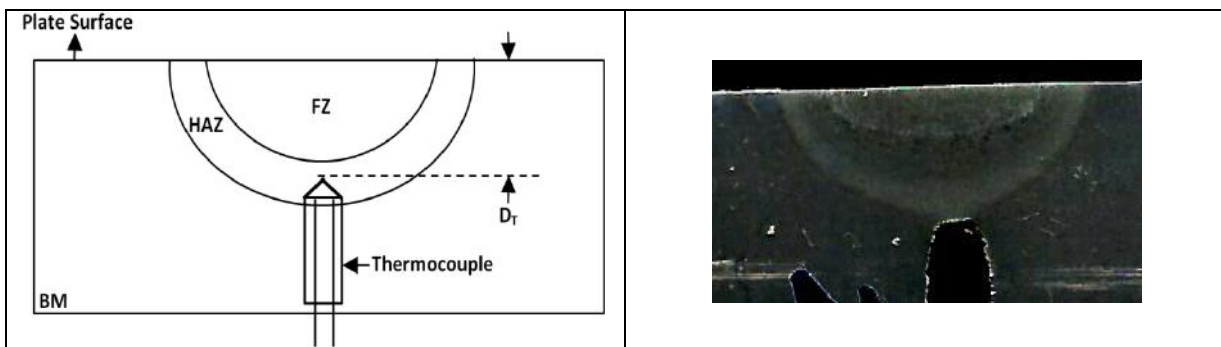 Plate Surface
FZ
HAZ
D_T
Thermocouple
BM